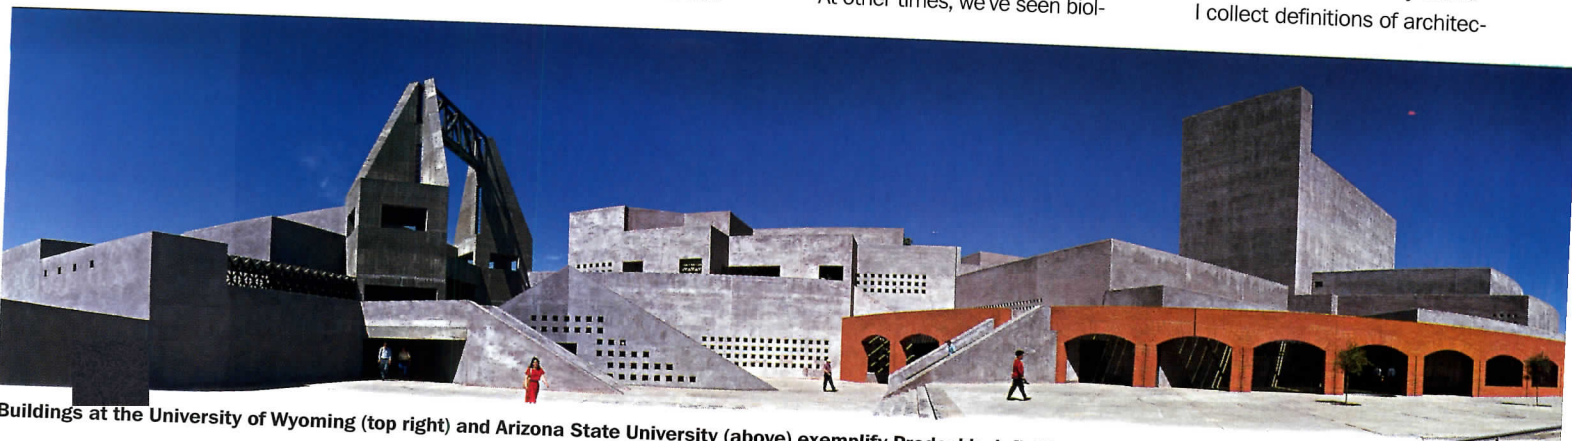 At other times, we've seen biol-
I collect definitions of architec-
Buildings at the University of Wyoming (top right) and Arizona State University (above) exemplify